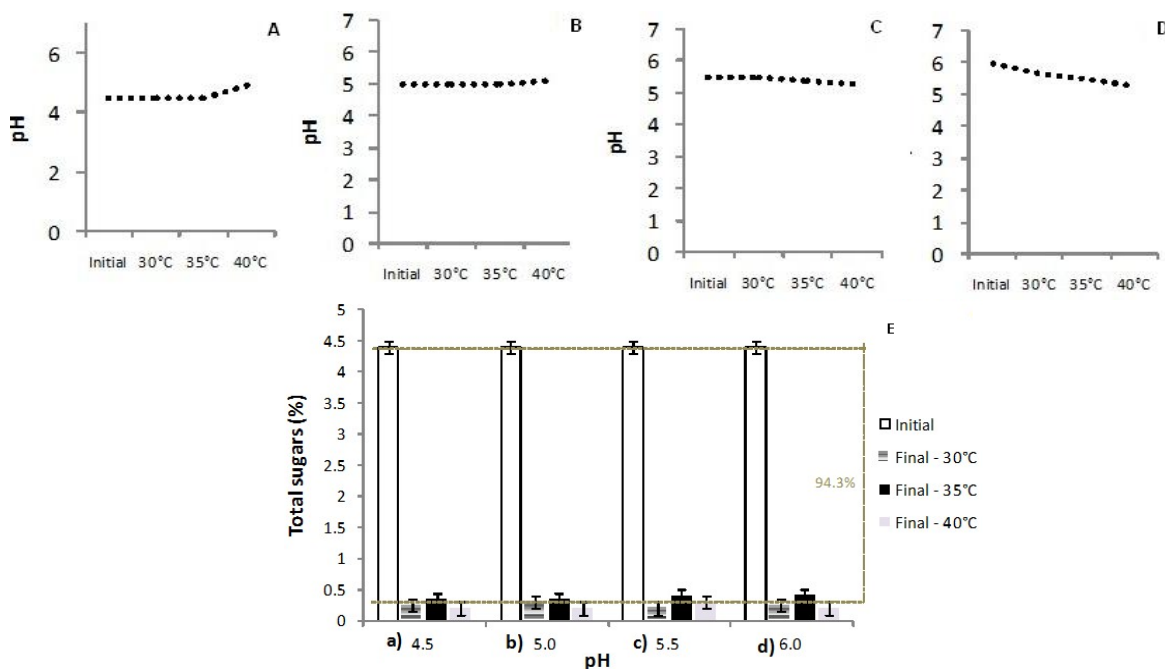 A
pH
6
4
2
0
Initial 30°C 35°C 40°C
B
pH
7
6
5
4
3
2
1
0
Initial 30°C 35°C 40°C
C
pH
7
6
5
4
3
2
1
0
Initial 30°C 35°C 40°C
D
7
6
5
4
3
2
1
0
Initial 30°C 35°C 40°C
E
Total sugars (%)
5
4.5
4
3.5
3
2.5
2
1.5
1
0.5
0
94.3%
Initial
Final - 30°C
Final - 35°C
Final - 40°C
a) 4.5 b) 5.0 c) 5.5 d) 6.0
pH